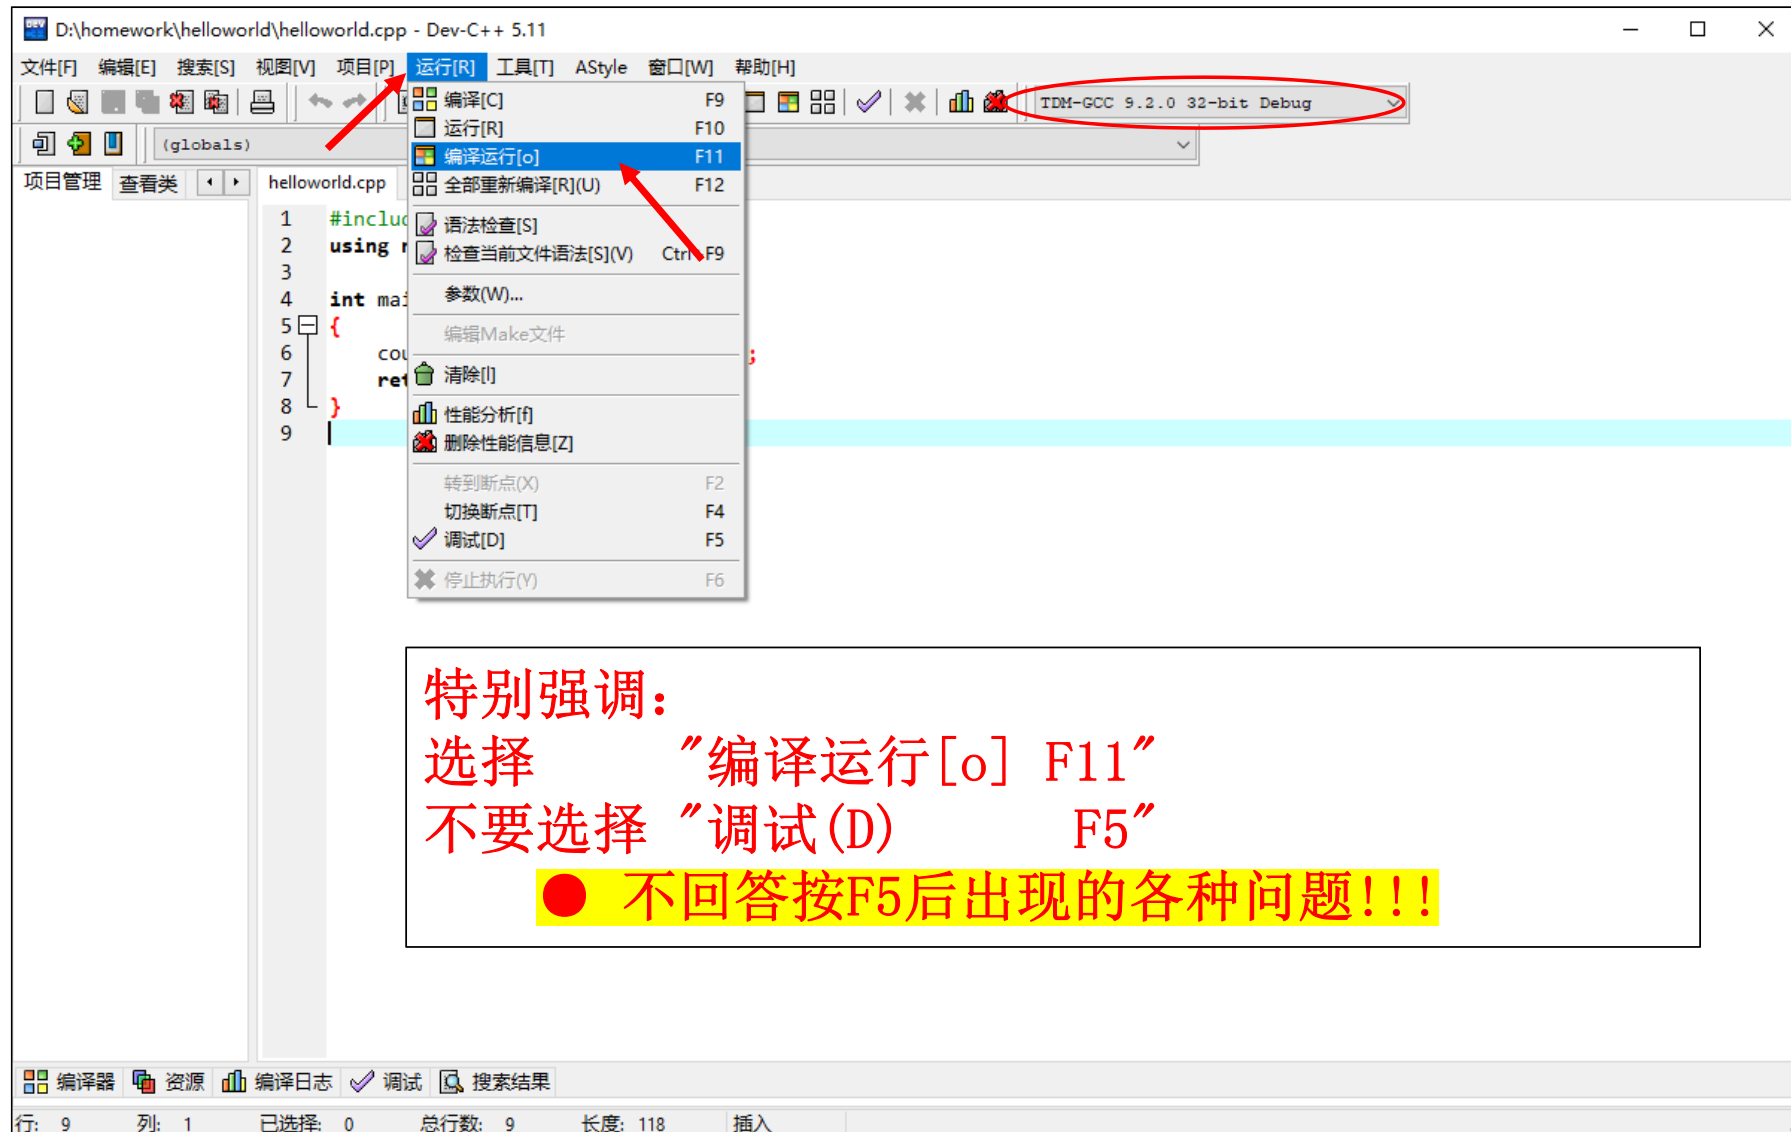 D:\homework\helloworld\helloworld.cpp - Dev-C++ 5.11
文件[F] 编辑[E] 搜索[S] 视图[V] 项目[P] 运行[R] 工具[T] AStyle 窗口[W] 帮助[H]
TDM-GCC 9.2.0 32-bit Debug
(globals)
项目管理 查看类 helloworld.cpp
编译[C] F9
运行[R] F10
编译运行[o] F11
全部重新编译[R](U) F12
语法检查[S]
检查当前文件语法[S](V) Ctrl F9
参数(W)...
编辑Make文件
清除[l]
性能分析[f]
删除性能信息[Z]
转到断点(X) F2
切换断点[T] F4
调试[D] F5
停止执行(Y) F6
1 #includ
2 using
3
4 int mai
5 {
6 cou ;
7 ret
8 }
9
特别强调：
选择 "编译运行[o] F11"
不要选择 "调试(D) F5"
● 不回答按F5后出现的各种问题!!!
编译器 资源 编译日志 调试 搜索结果
行: 9 列: 1 已选择: 0 总行数: 9 长度: 118 插入